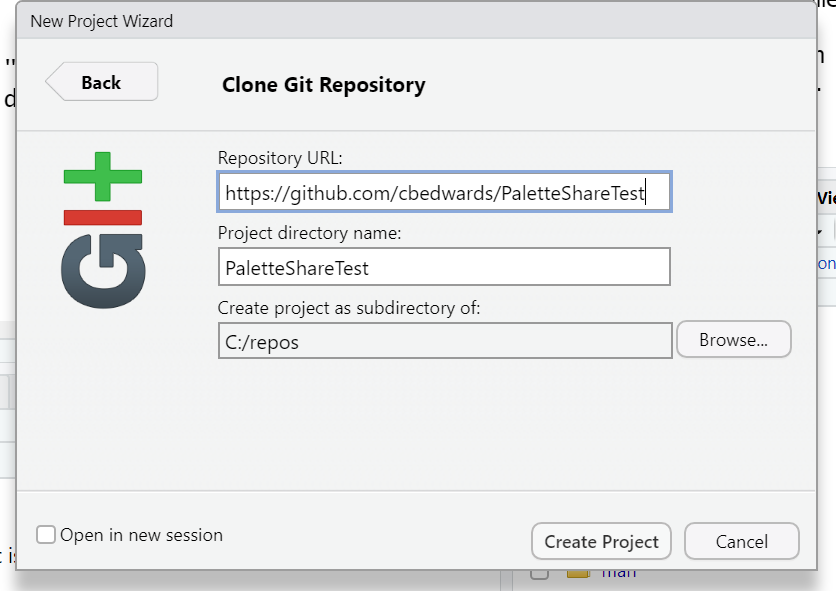 New Project Wizard
Back
Clone Git Repository
Repository URL:
https://github.com/cbedwards/PaletteShareTest
Project directory name:
PaletteShareTest
Create project as subdirectory of:
C:/repos
Browse...
GIT
Open in new session
Create Project
Cancel
man